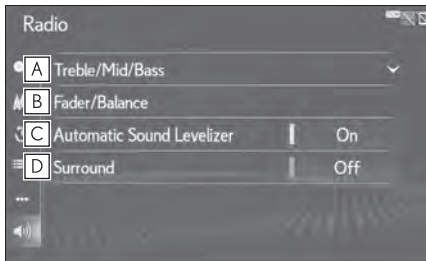 Radio
A Treble/Mid/Bass
B Fader/Balance
C Automatic Sound Levelizer On
D Surround Off